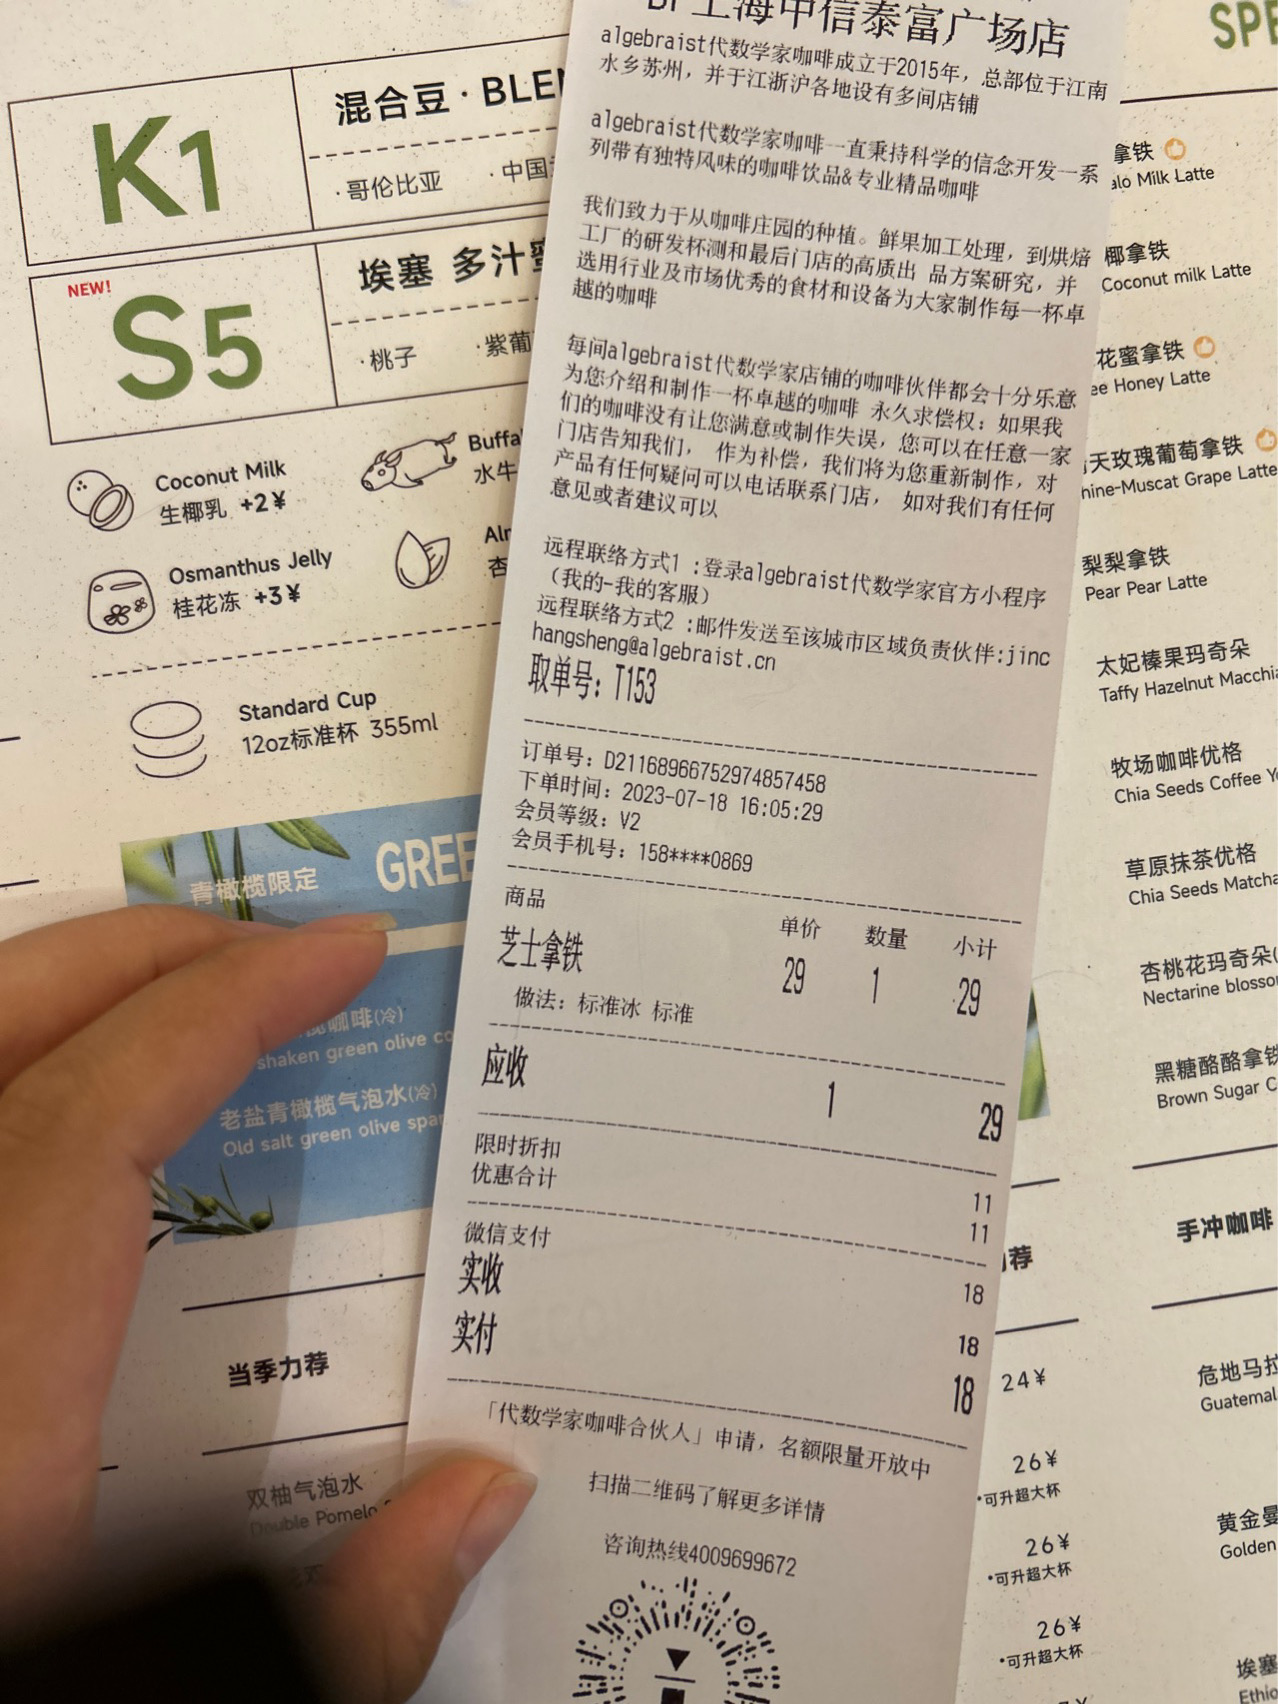 上海中信泰富广场店
algebraist代数学家咖啡成立于2015年，总部位于江南
水乡苏州，并于江浙沪各地设有多间店铺
algebraist代数学家咖啡一直秉持科学的信念开发一系
列带有独特风味的咖啡饮品&专业精品咖啡
我们致力于从咖啡庄园的种植。鲜果加工处理，到烘焙
工厂的研发杯测和最后门店的高质出 品方案研究，并
选用行业及市场优秀的食材和设备为大家制作每一杯卓
越的咖啡
每间algebraist代数学家店铺的咖啡伙伴都会十分乐意
为您介绍和制作一杯卓越的咖啡 永久求偿权：如果我
们的咖啡没有让您满意或制作失误，您可以在任意一家
门店告知我们， 作为补偿，我们将为您重新制作，对
产品有任何疑问可以电话联系门店， 如对我们有任何
意见或者建议可以
远程联络方式1 :登录algebraist代数学家官方小程序
（我的-我的客服）
远程联络方式2 :邮件发送至该城市区域负责伙伴:jinc
hangsheng@algebraist.cn
取单号：T153
订单号：D21168966752974857458
下单时间：2023-07-18 16:05:29
会员等级：V2
会员手机号：158****0869
商品 单价 数量 小计
芝士拿铁 29 1 29
做法：标准冰 标准
应收 1 29
限时折扣 11
优惠合计 11
微信支付 18
实收 18
实付 18
「代数学家咖啡合伙人」申请，名额限量开放中
扫描二维码了解更多详情
咨询热线4009699672
K1
混合豆·BLEN
·哥伦比亚 ·中国
NEW!
S5
埃塞 多汁蜜
·桃子 ·紫葡
Coconut Milk
生椰乳 +2¥
Buffa
水牛
Osmanthus Jelly
桂花冻 +3¥
Aln
杏
Standard Cup
12oz标准杯 355ml
青橄榄限定 GREE
咖啡(冷)
shaken green olive co
老盐青橄榄气泡水(冷)
Old salt green olive spar
当季力荐
双柚气泡水
Double Pomelo
SPE
拿铁
alo Milk Latte
椰拿铁
Coconut milk Latte
花蜜拿铁
ee Honey Latte
天玫瑰葡萄拿铁
hine-Muscat Grape Latte
梨梨拿铁
Pear Pear Latte
太妃榛果玛奇朵
Taffy Hazelnut Macchia
牧场咖啡优格
Chia Seeds Coffee Y
草原抹茶优格
Chia Seeds Matcha
杏桃花玛奇朵(
Nectarine blosso
黑糖酪酪拿铁
Brown Sugar C
手冲咖啡
荐
24¥
26¥
•可升超大杯
26¥
•可升超大杯
26¥
•可升超大杯
危地马拉
Guatemal
黄金曼
Golden
埃塞
Ethio